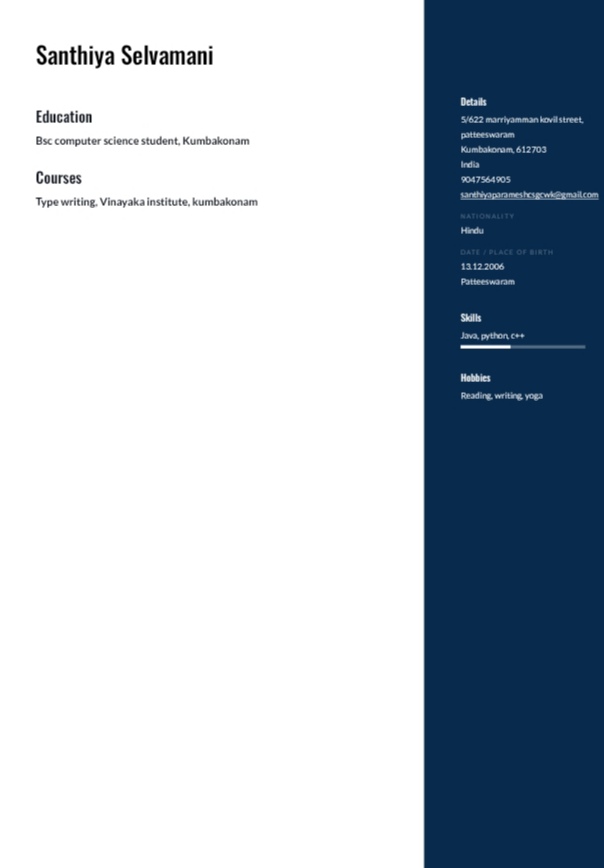 Santhiya Selvamani
Education
Bsc computer science student, Kumbakonam
Courses
Type writing, Vinayaka institute, kumbakonam
Details
5/622 marriyamman kovil street,
patteeswaram
Kumbakonam, 612703
India
9047564905
santhiyaparameshcsgcwk@gmail.com
NATIONALITY
Hindu
DATE / PLACE OF BIRTH
13.12.2006
Patteeswaram
Skills
Java, python, c++
Hobbies
Reading, writing, yoga